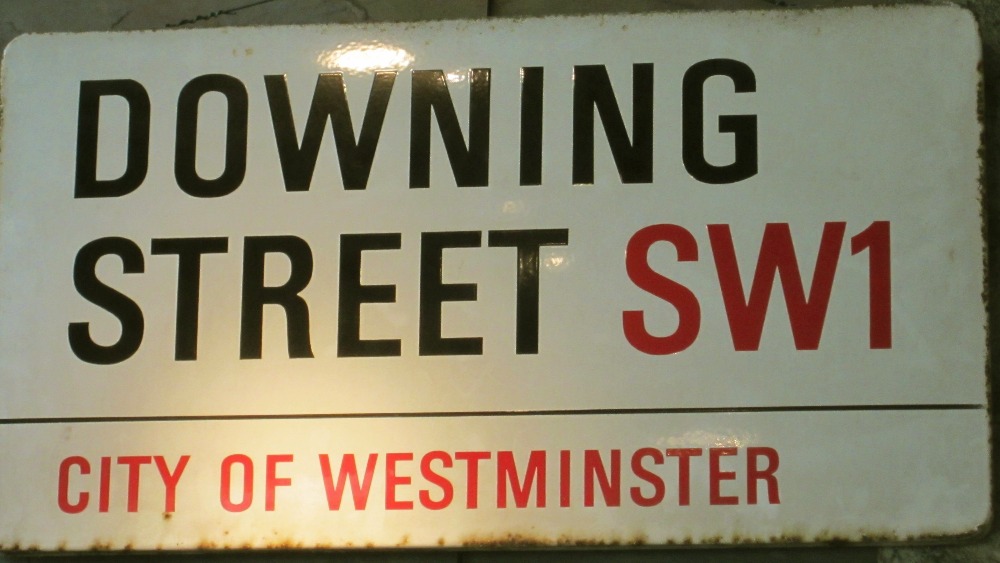 DOWNING
STREET SW1
CITY OF WESTMINSTER